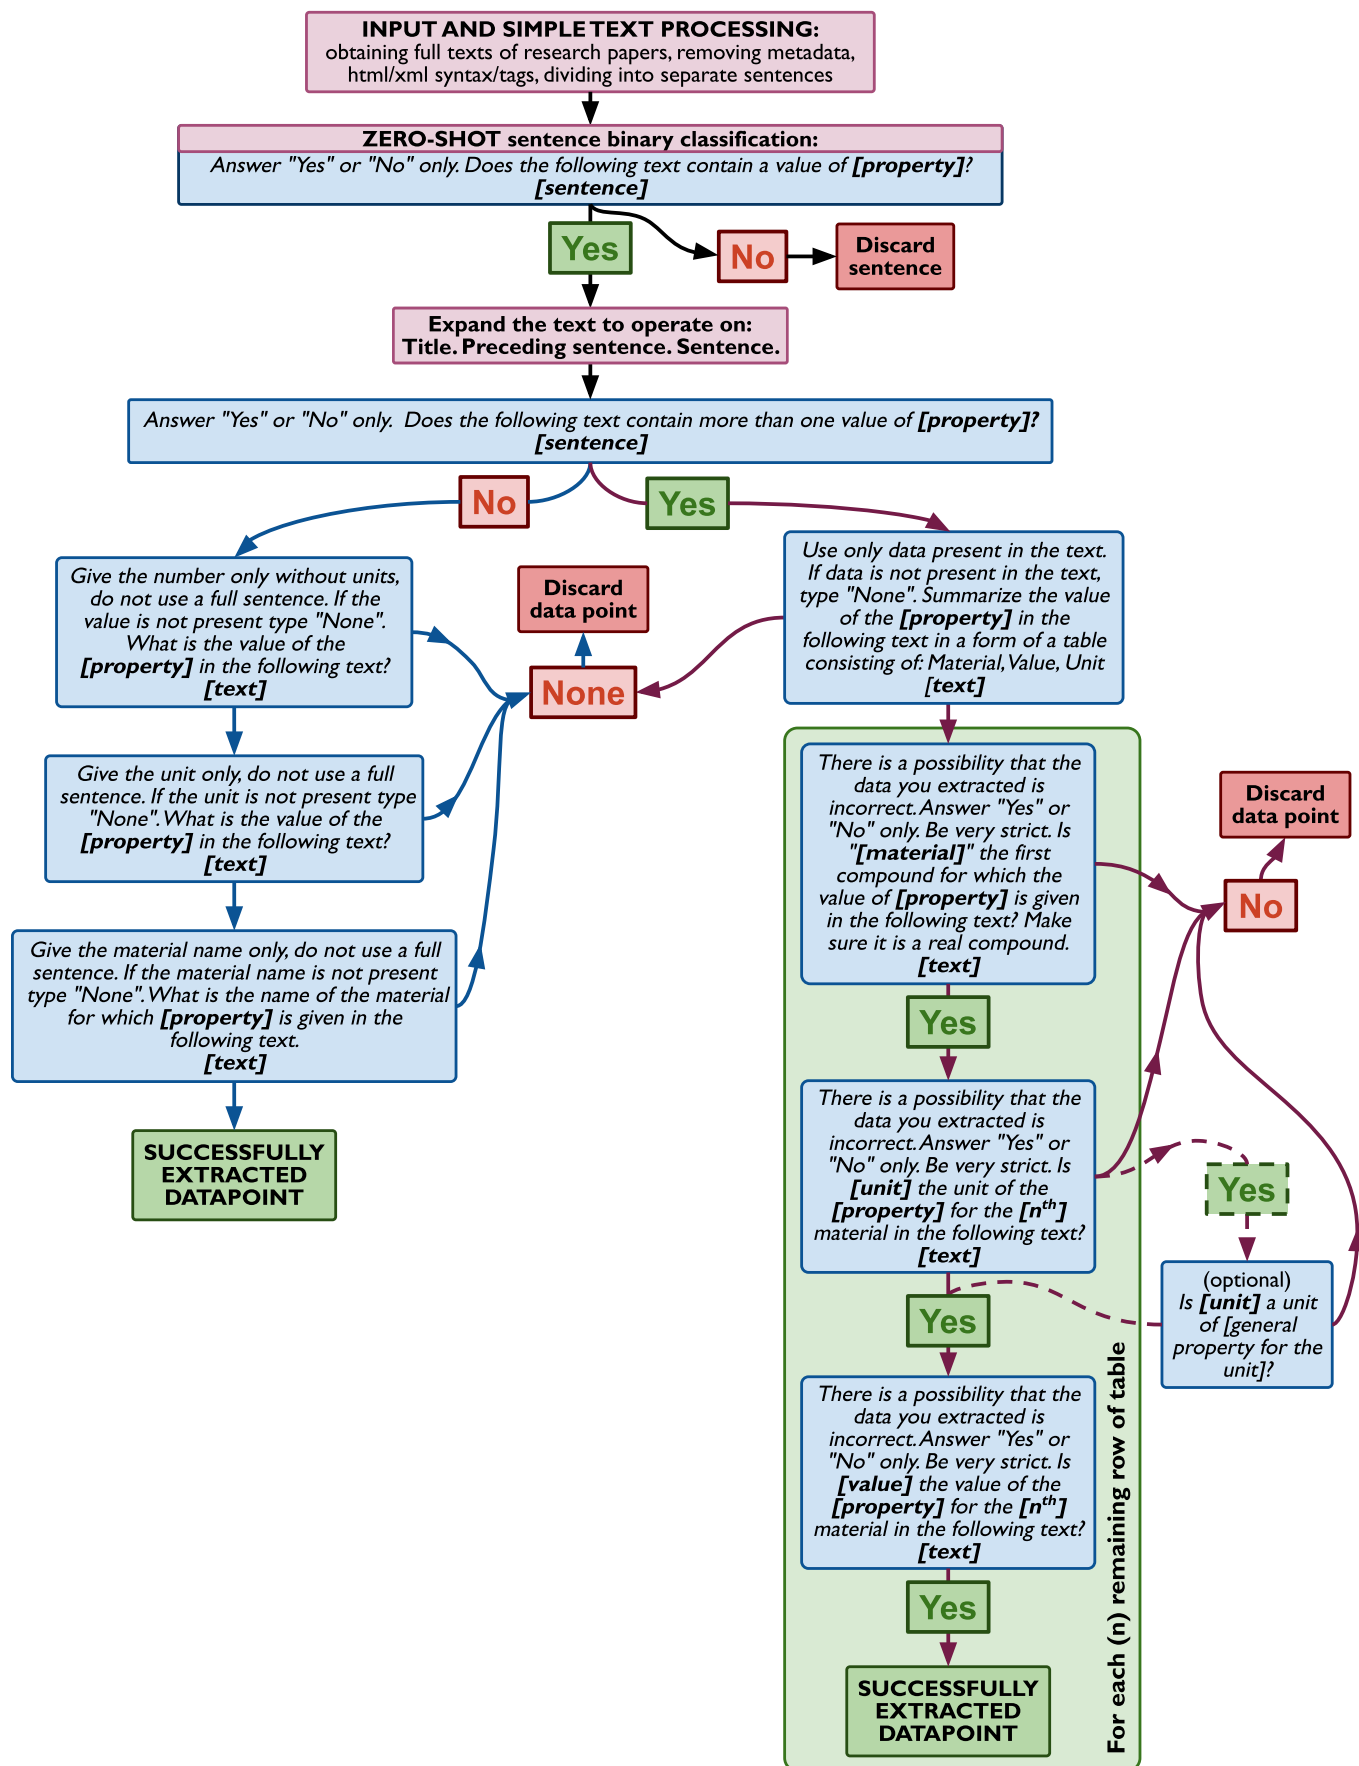 INPUT AND SIMPLE TEXT PROCESSING:
obtaining full texts of research papers, removing metadata,
html/xml syntax/tags, dividing into separate sentences
ZERO-SHOT sentence binary classification:
Answer "Yes" or "No" only. Does the following text contain a value of [property]?
[sentence]
Yes
No
Discard
sentence
Expand the text to operate on:
Title. Preceding sentence. Sentence.
Answer "Yes" or "No" only.  Does the following text contain more than one value of [property]?
[sentence]
No
Yes
Give the number only without units,
do not use a full sentence. If the
value is not present type "None".
What is the value of the
[property] in the following text?
[text]
Give the unit only, do not use a full
sentence. If the unit is not present type
"None". What is the value of the
[property] in the following text?
[text]
Give the material name only, do not use a full
sentence. If the material name is not present
type "None". What is the name of the material
for which [property] is given in the
following text.
[text]
SUCCESSFULLY
EXTRACTED
DATAPOINT
Discard
data point
None
Use only data present in the text.
If data is not present in the text,
type "None". Summarize the value
of the [property] in the
following text in a form of a table
consisting of: Material, Value, Unit
[text]
There is a possibility that the
data you extracted is
incorrect. Answer "Yes" or
"No" only. Be very strict. Is
"[material]" the first
compound for which the
value of [property] is given
in the following text? Make
sure it is a real compound.
[text]
Yes
There is a possibility that the
data you extracted is
incorrect. Answer "Yes" or
"No" only. Be very strict. Is
[unit] the unit of the
[property] for the [nth]
material in the following text?
[text]
Yes
There is a possibility that the
data you extracted is
incorrect. Answer "Yes" or
"No" only. Be very strict. Is
[value] the value of the
[property] for the [nth]
material in the following text?
[text]
Yes
SUCCESSFULLY
EXTRACTED
DATAPOINT
For each (n) remaining row of table
Discard
data point
No
Yes
(optional)
Is [unit] a unit
of [general
property for the
unit]?